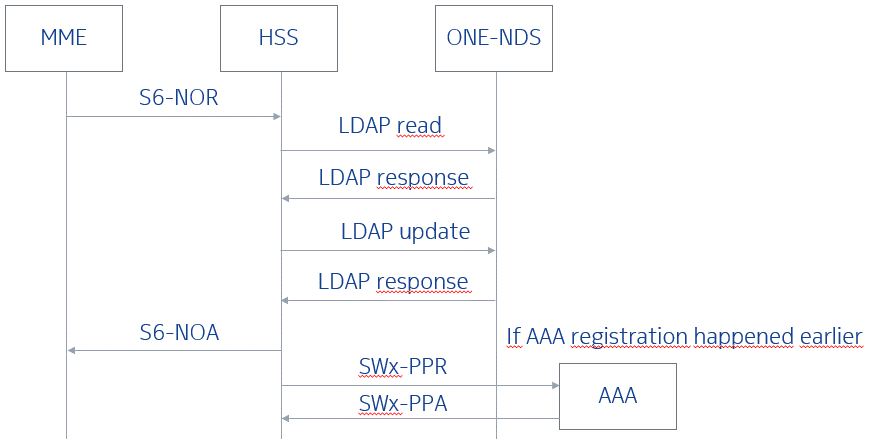 MME
HSS
ONE-NDS
S6-NOR
LDAP read
LDAP response
LDAP update
LDAP response
S6-NOA
If AAA registration happened earlier
SWx-PPR
AAA
SWx-PPA